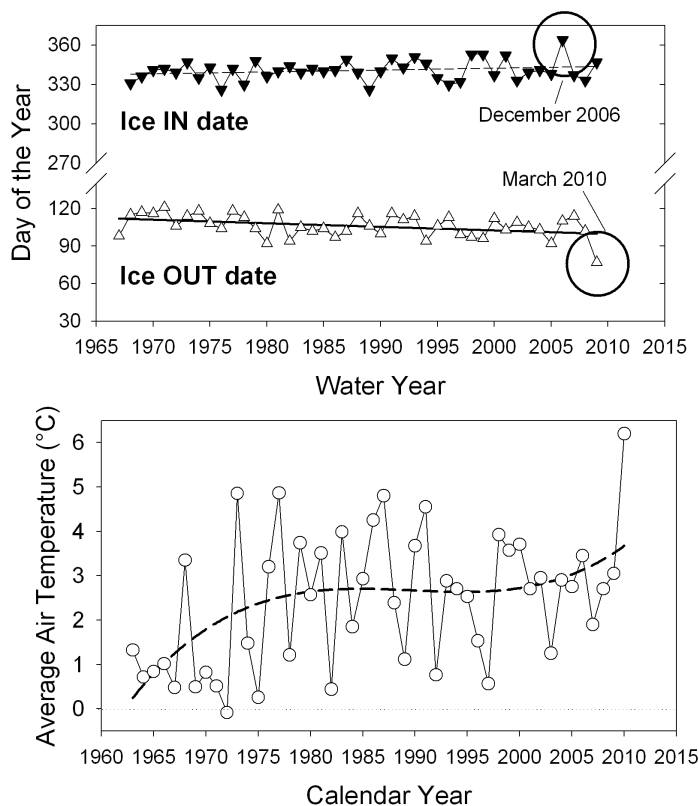 360
330
300
270
120
90
60
30
Day of the Year
Ice IN date
December 2006
March 2010
Ice OUT date
1965 1970 1975 1980 1985 1990 1995 2000 2005 2010 2015
Water Year
6
5
4
3
2
1
0
Average Air Temperature (°C)
1960 1965 1970 1975 1980 1985 1990 1995 2000 2005 2010 2015
Calendar Year